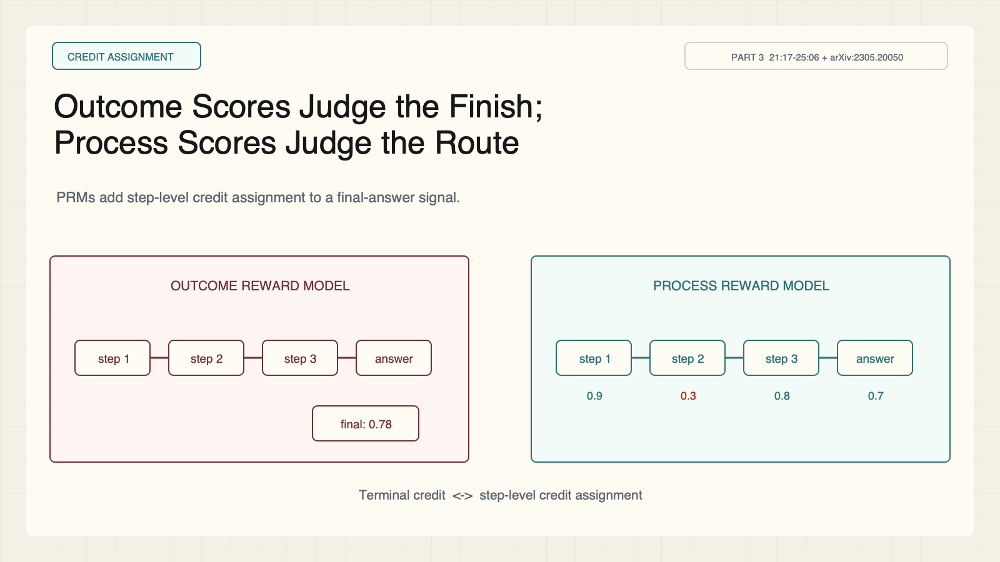 CREDIT ASSIGNMENT
PART 3 21:17-25:06 + arXiv:2305.20050
Outcome Scores Judge the Finish;
Process Scores Judge the Route
PRMs add step-level credit assignment to a final-answer signal.
OUTCOME REWARD MODEL
step 1 step 2 step 3 answer
final: 0.78
PROCESS REWARD MODEL
step 1 step 2 step 3 answer
0.9 0.3 0.8 0.7
Terminal credit <-> step-level credit assignment